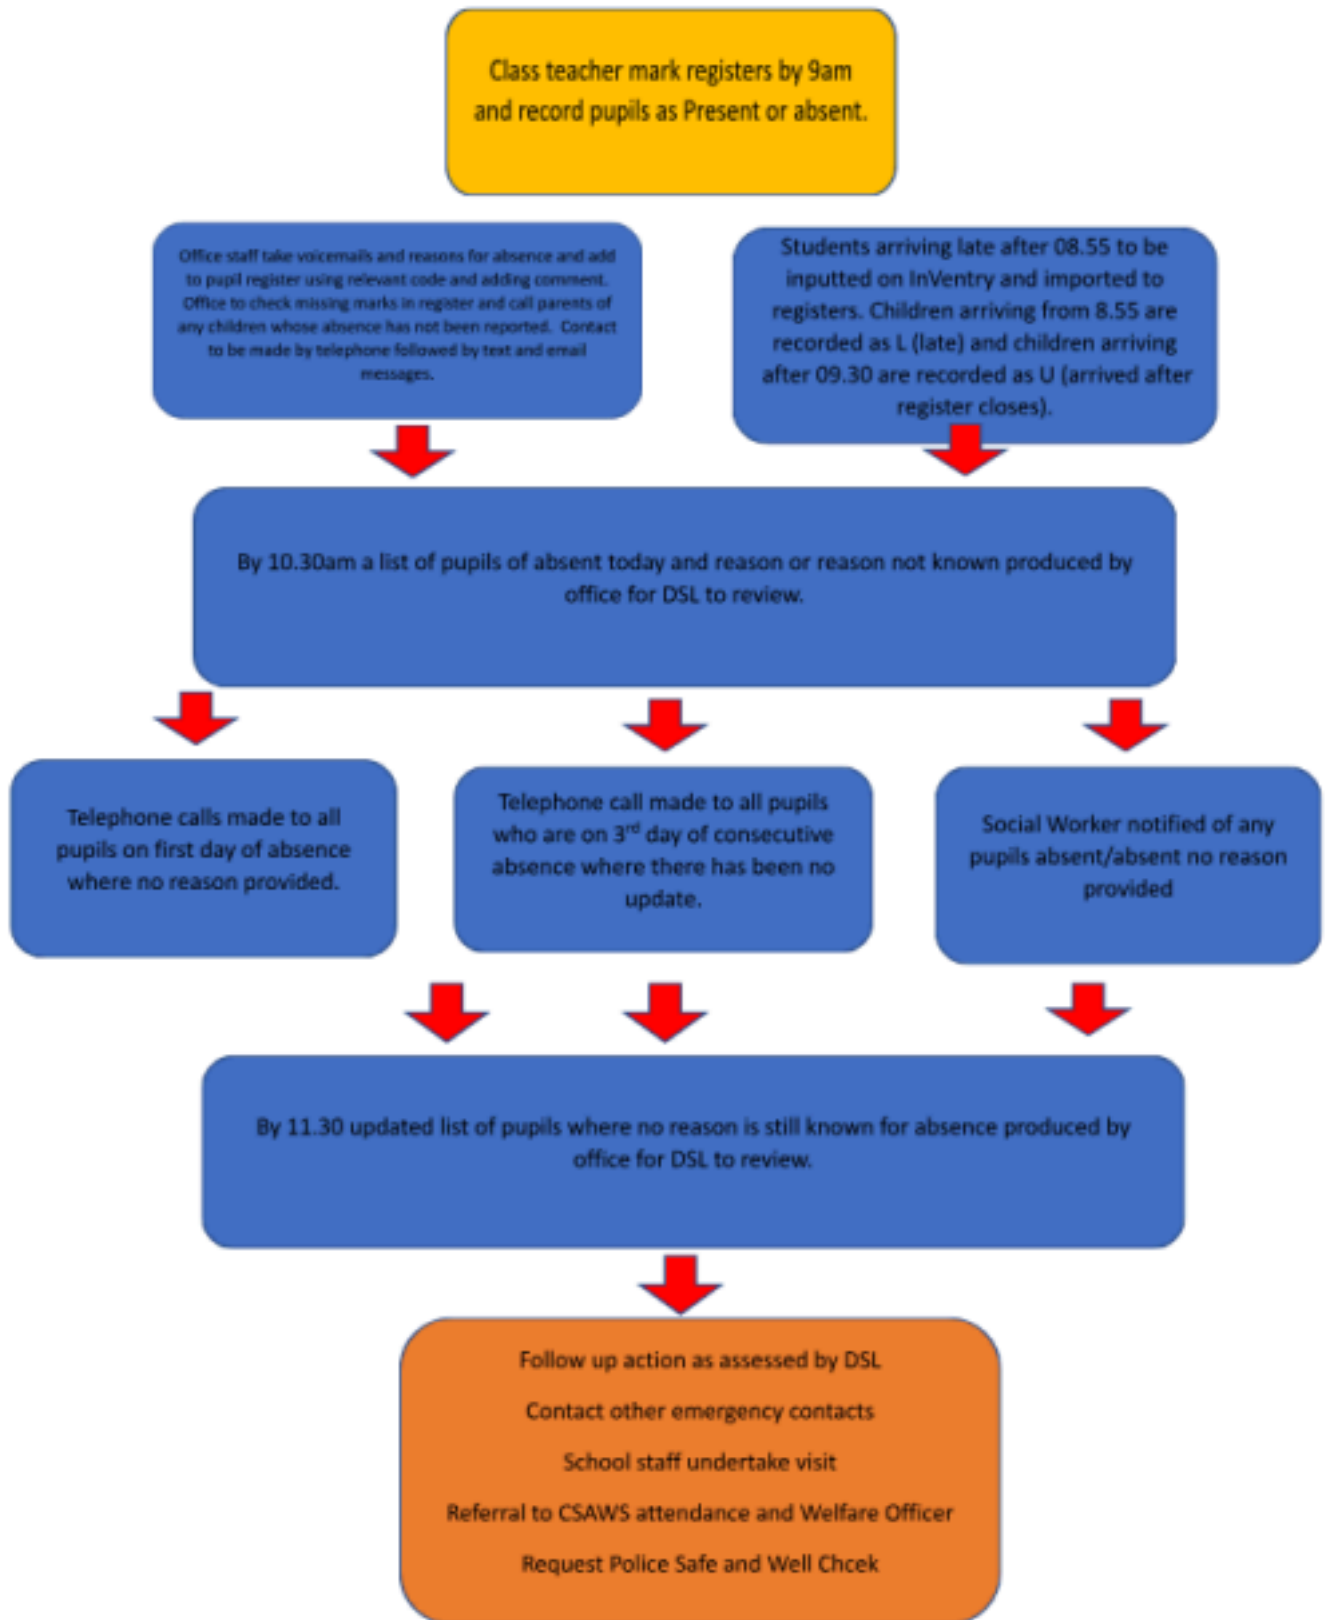 Class teacher mark registers by 9am
and record pupils as Present or absent.
Office staff take voicemails and reasons for absence and add
to pupil register using relevant code and adding comment.
Office to check missing marks in register and call parents of
any children whose absence has not been reported. Contact
to be made by telephone followed by text and email
messages.
Students arriving late after 08.55 to be
inputted on InVentry and imported to
registers. Children arriving from 8.55 are
recorded as L (late) and children arriving
after 09.30 are recorded as U (arrived after
register closes).
By 10.30am a list of pupils of absent today and reason or reason not known produced by
office for DSL to review.
Telephone calls made to all
pupils on first day of absence
where no reason provided.
Telephone call made to all pupils
who are on 3rd day of consecutive
absence where there has been no
update.
Social Worker notified of any
pupils absent/absent no reason
provided
By 11.30 updated list of pupils where no reason is still known for absence produced by
office for DSL to review.
Follow up action as assessed by DSL
Contact other emergency contacts
School staff undertake visit
Referral to CSAWS attendance and Welfare Officer
Request Police Safe and Well Chcek